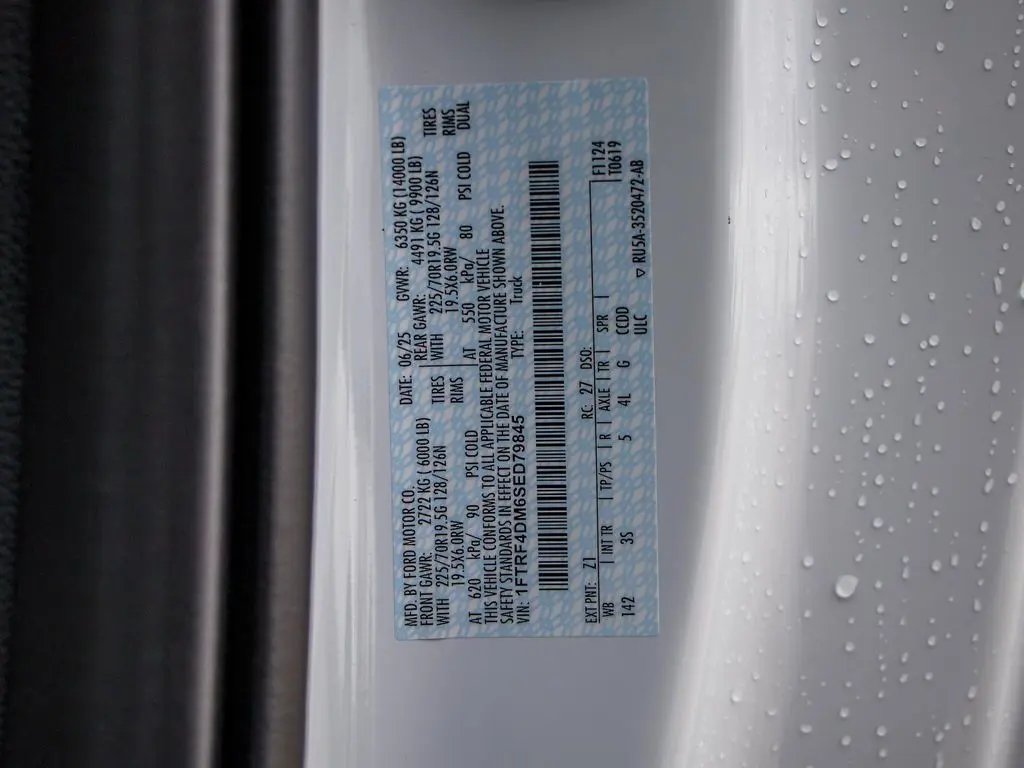 MFD. BY FORD MOTOR CO.
DATE: 06/25 GVWR: 6350 KG (14000 LB)
FRONT GAWR: 2722 KG ( 6000 LB)
WITH 225/70R19.5G 128/126N TIRES
19.5X6.0RW RIMS
AT 620 kPa/ 90 PSI COLD
REAR GAWR: 4491 KG ( 9900 LB)
WITH 225/70R19.5G 128/126N TIRES
19.5X6.0RW RIMS
AT 550 kPa/ 80 PSI COLD DUAL
THIS VEHICLE CONFORMS TO ALL APPLICABLE FEDERAL MOTOR VEHICLE
SAFETY STANDARDS IN EFFECT ON THE DATE OF MANUFACTURE SHOWN ABOVE.
VIN: 1FTRF4DM6SED79845 TYPE: Truck
EXT PNT: Z1 RC: 27 DSO: F1124
WB INT TR TP/PS R AXLE TR SPR T0619
142 3S 5 4L G CCDD
ULC ▽ RU5A-3520472-AB